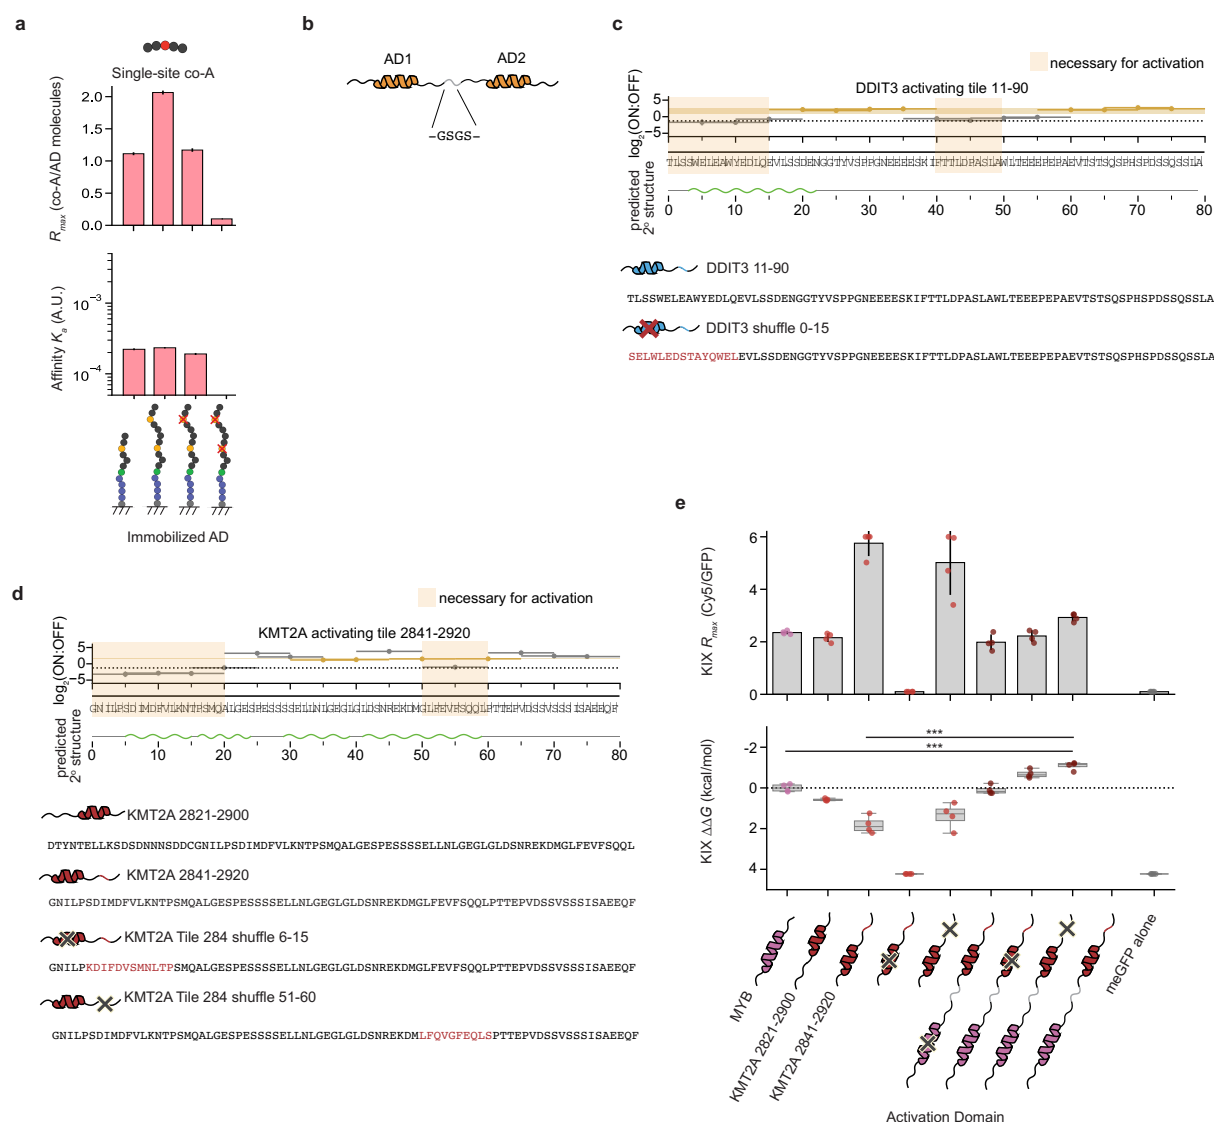 a
Single-site co-A
R_max (co-A/AD molecules)
2.0
1.5
1.0
0.5
0.0
Affinity K_a (A.U.)
10⁻³
10⁻⁴
Immobilized AD
b
AD1
AD2
-GSGS-
c
necessary for activation
DDIT3 activating tile 11-90
log₂(ON:OFF)
5
0
−5
TLSSWELEAWYEDLQEVLSSDENGGTYVSPPGNEEEESKIFTTLDPASLAWLTEEEPEPAEVTSTSQSPHSPDSSQSSLA
predicted
2° structure
0 10 20 30 40 50 60 70 80
DDIT3 11-90
TLSSWELEAWYEDLQEVLSSDENGGTYVSPPGNEEEESKIFTTLDPASLAWLTEEEPEPAEVTSTSQSPHSPDSSQSSLA
DDIT3 shuffle 0-15
SELWLEDSTAYQWELEVLSSDENGGTYVSPPGNEEEESKIFTTLDPASLAWLTEEEPEPAEVTSTSQSPHSPDSSQSSLA
d
necessary for activation
KMT2A activating tile 2841-2920
log₂(ON:OFF)
5
0
−5
GNILPSDIMDFVLKNTPSMQALGESPESSSSELLNLGEGLGLDSNREKDMGLFEVFSQQLPTTEPVDSSVSSSISAEEQF
predicted
2° structure
0 10 20 30 40 50 60 70 80
KMT2A 2821-2900
DTYNTELLKSDSDNNNSDDCGNILPSDIMDFVLKNTPSMQALGESPESSSSELLNLGEGLGLDSNREKDMGLFEVFSQQL
KMT2A 2841-2920
GNILPSDIMDFVLKNTPSMQALGESPESSSSELLNLGEGLGLDSNREKDMGLFEVFSQQLPTTEPVDSSVSSSISAEEQF
KMT2A Tile 284 shuffle 6-15
GNILPKDIFDVSMNLTPSMQALGESPESSSSELLNLGEGLGLDSNREKDMGLFEVFSQQLPTTEPVDSSVSSSISAEEQF
KMT2A Tile 284 shuffle 51-60
GNILPSDIMDFVLKNTPSMQALGESPESSSSELLNLGEGLGLDSNREKDMLFQVGFEQLSPTTEPVDSSVSSSISAEEQF
e
KIX R_max (Cy5/GFP)
6
4
2
0
KIX ΔΔG (kcal/mol)
-2
0
2
4
***
***
MYB
KMT2A 2821-2900
KMT2A 2841-2920
meGFP alone
Activation Domain